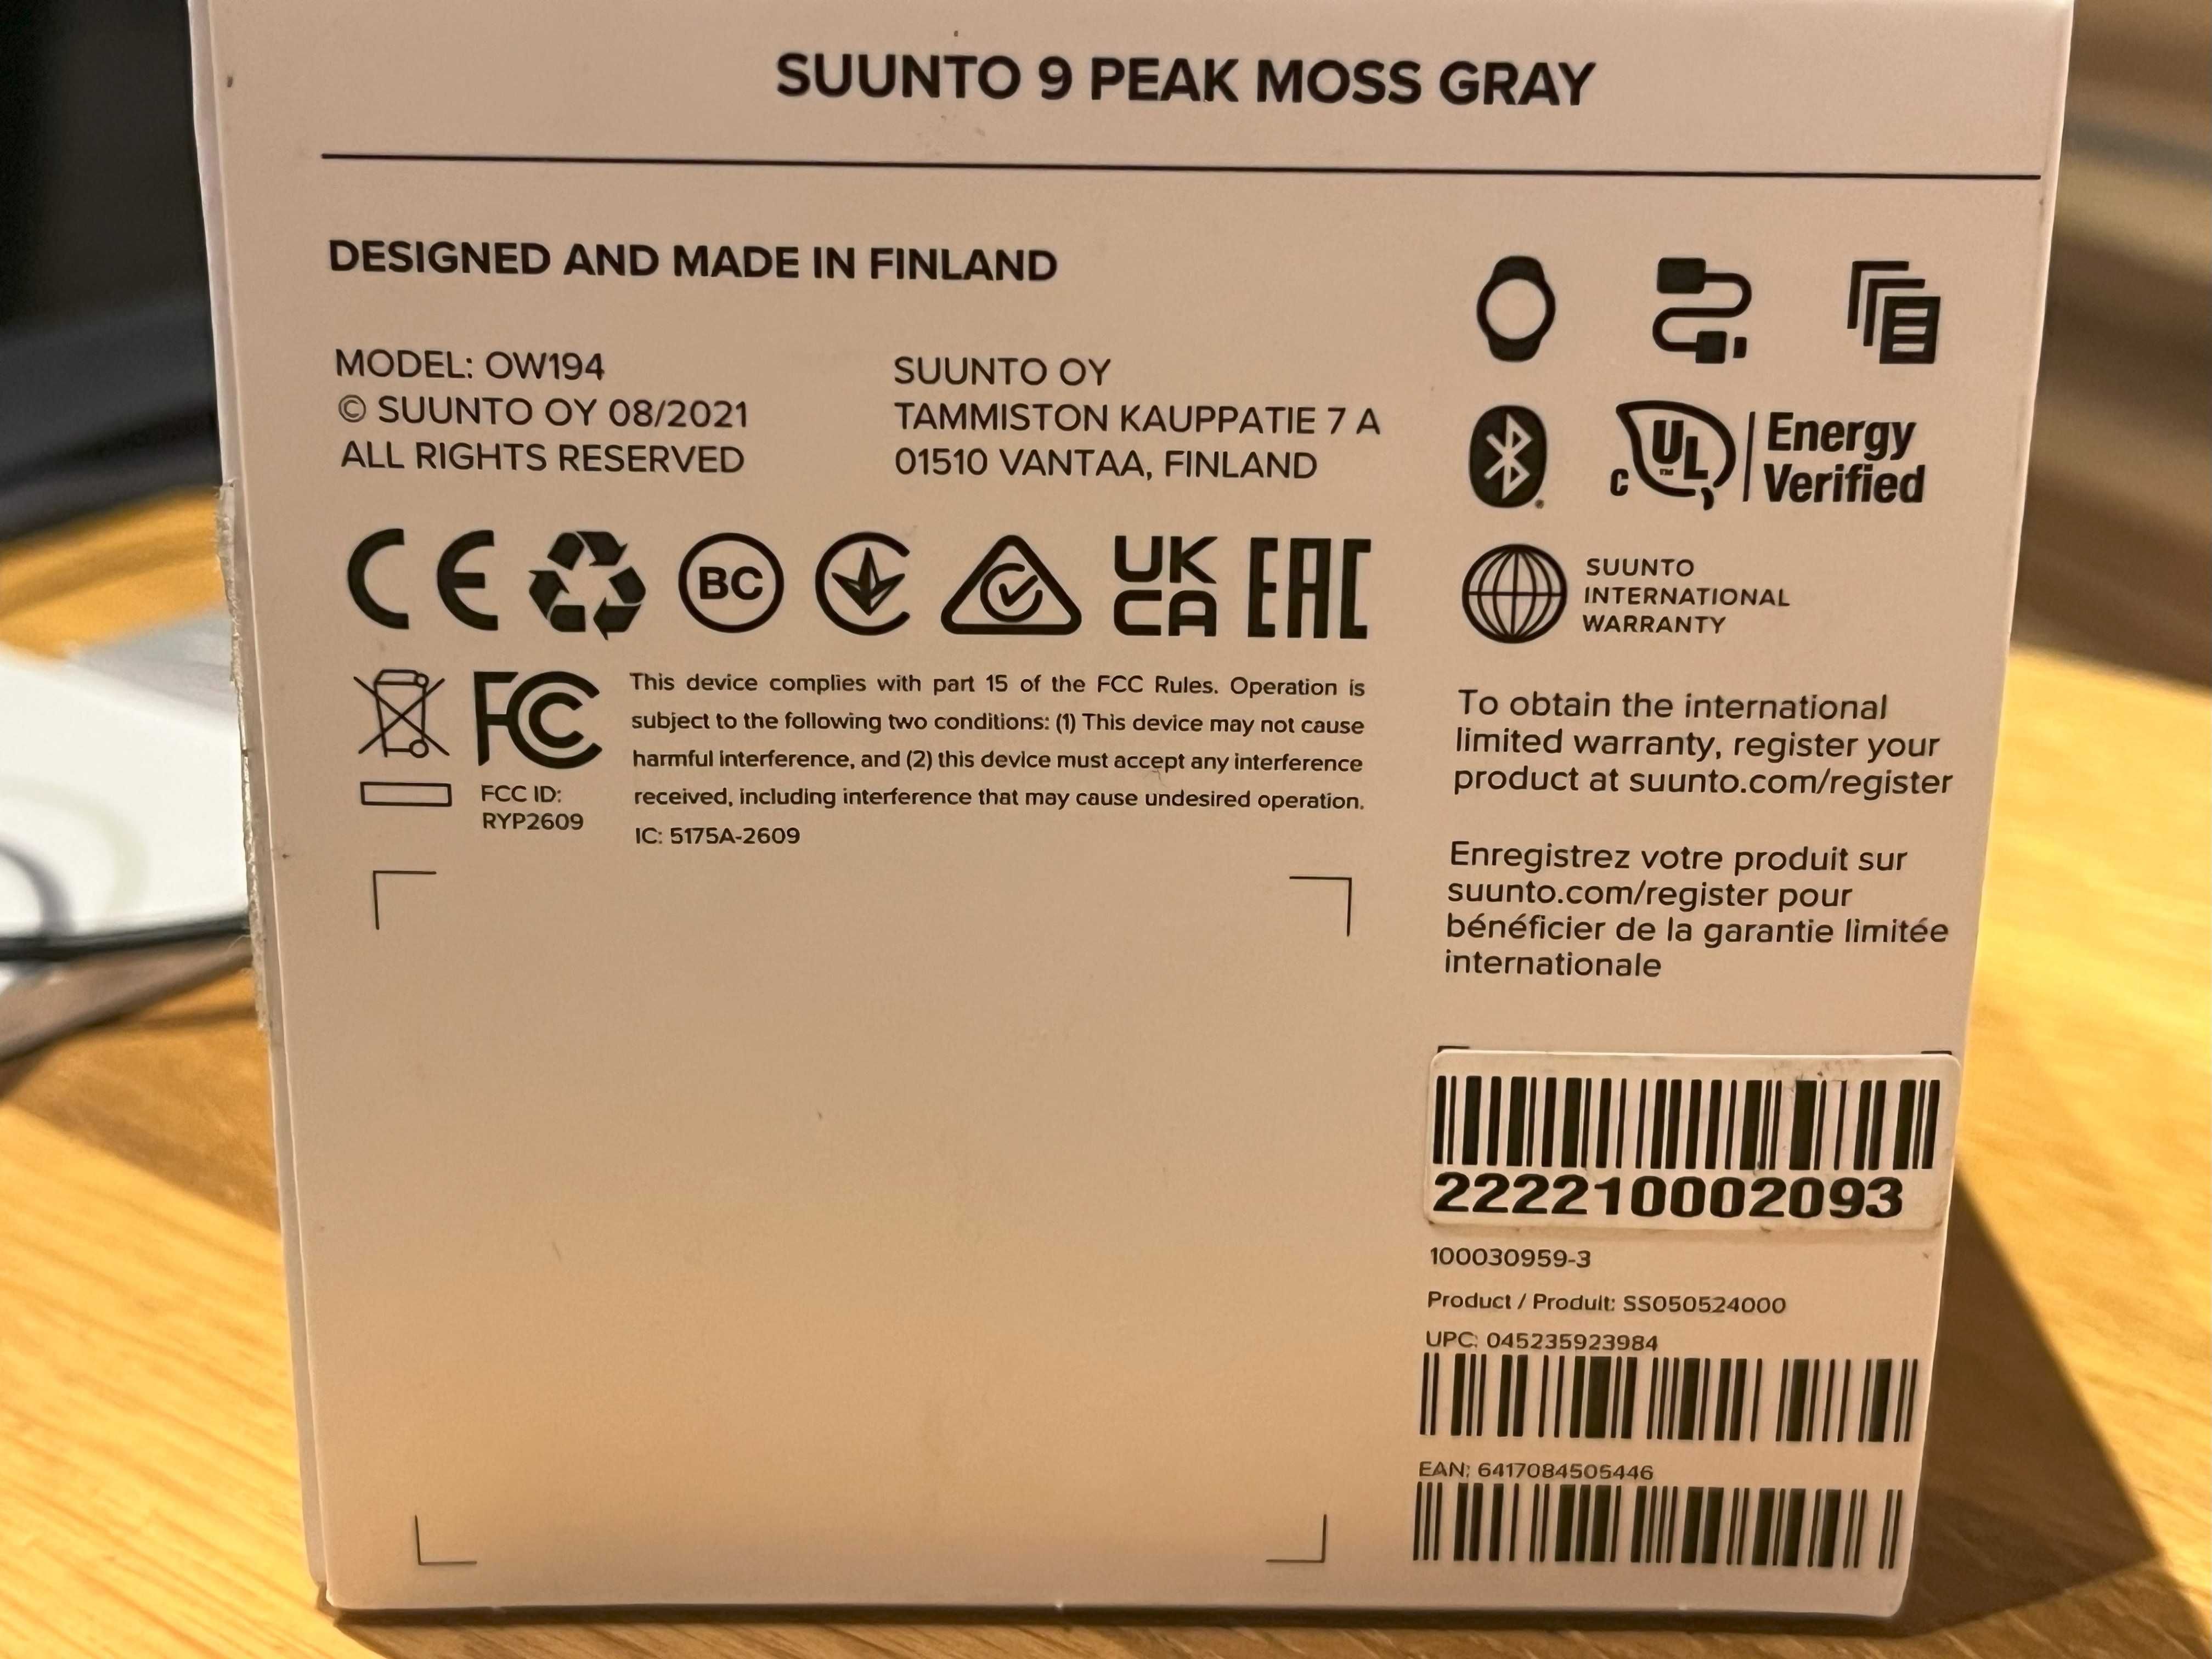 SUUNTO 9 PEAK MOSS GRAY
DESIGNED AND MADE IN FINLAND
MODEL: OW194
© SUUNTO OY 08/2021
ALL RIGHTS RESERVED
SUUNTO OY
TAMMISTON KAUPPATIE 7 A
01510 VANTAA, FINLAND
CE
BC
UK
CA
EAC
FC
FCC ID:
RYP2609
This device complies with part 15 of the FCC Rules. Operation is
subject to the following two conditions: (1) This device may not cause
harmful interference, and (2) this device must accept any interference
received, including interference that may cause undesired operation.
IC: 5175A-2609
c UL™ Energy
Verified
SUUNTO
INTERNATIONAL
WARRANTY
To obtain the international
limited warranty, register your
product at suunto.com/register
Enregistrez votre produit sur
suunto.com/register pour
bénéficier de la garantie limitée
internationale
222210002093
100030959-3
Product / Produit: SS050524000
UPC: 045235923984
EAN: 6417084505446